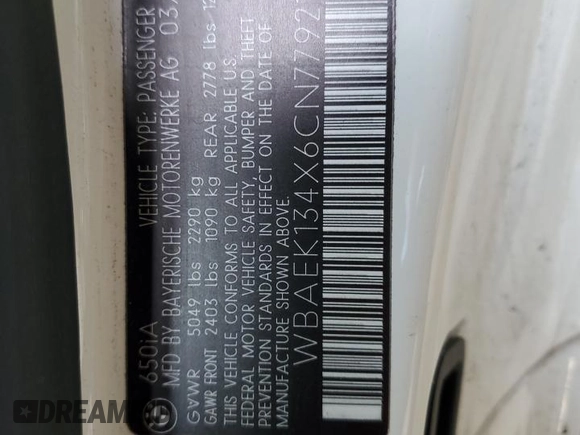 650iA VEHICLE TYPE: PASSENGER
MFD BY BAYERISCHE MOTORENWERKE AG 03
GVWR 5049 lbs 2290 kg
GAWR FRONT 2403 lbs 1090 kg REAR 2778 lbs 12
THIS VEHICLE CONFORMS TO ALL APPLICABLE U.S.
FEDERAL MOTOR VEHICLE SAFETY, BUMPER AND THEFT
PREVENTION STANDARDS IN EFFECT ON THE DATE OF
MANUFACTURE SHOWN ABOVE.
WBAEK134X6CN7792
DREAM